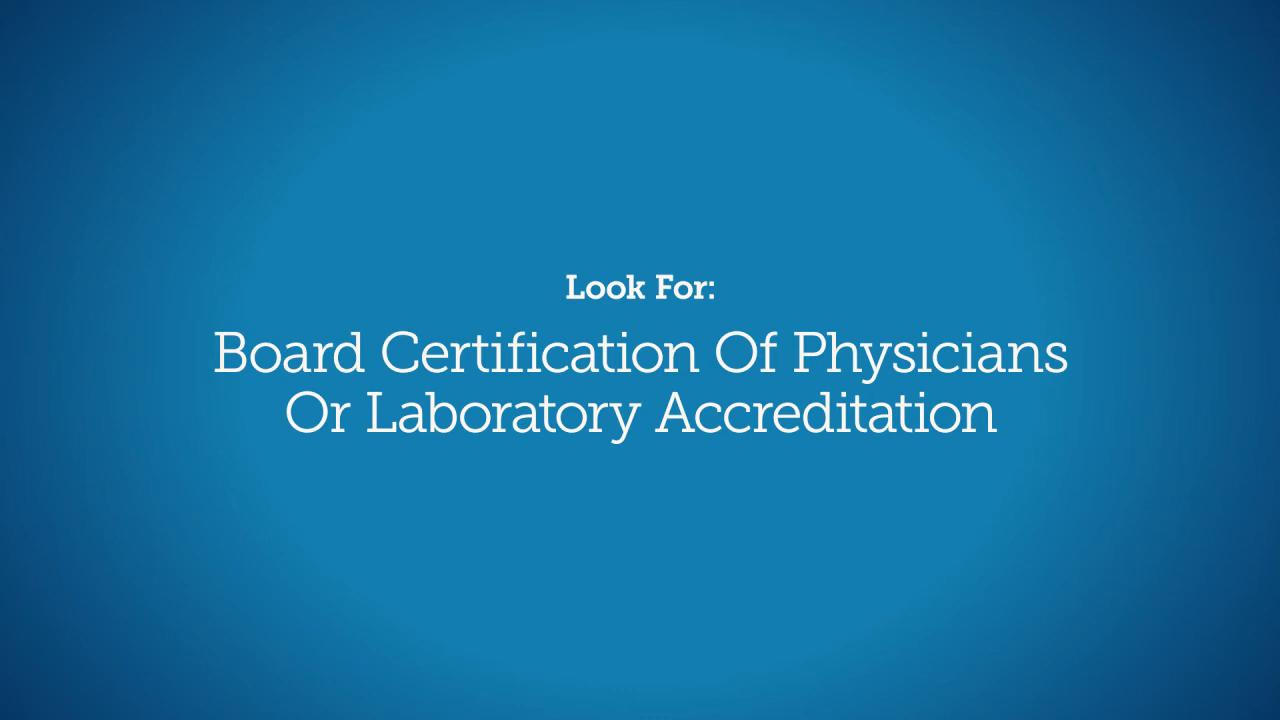 Look For:
Board Certification Of Physicians
Or Laboratory Accreditation